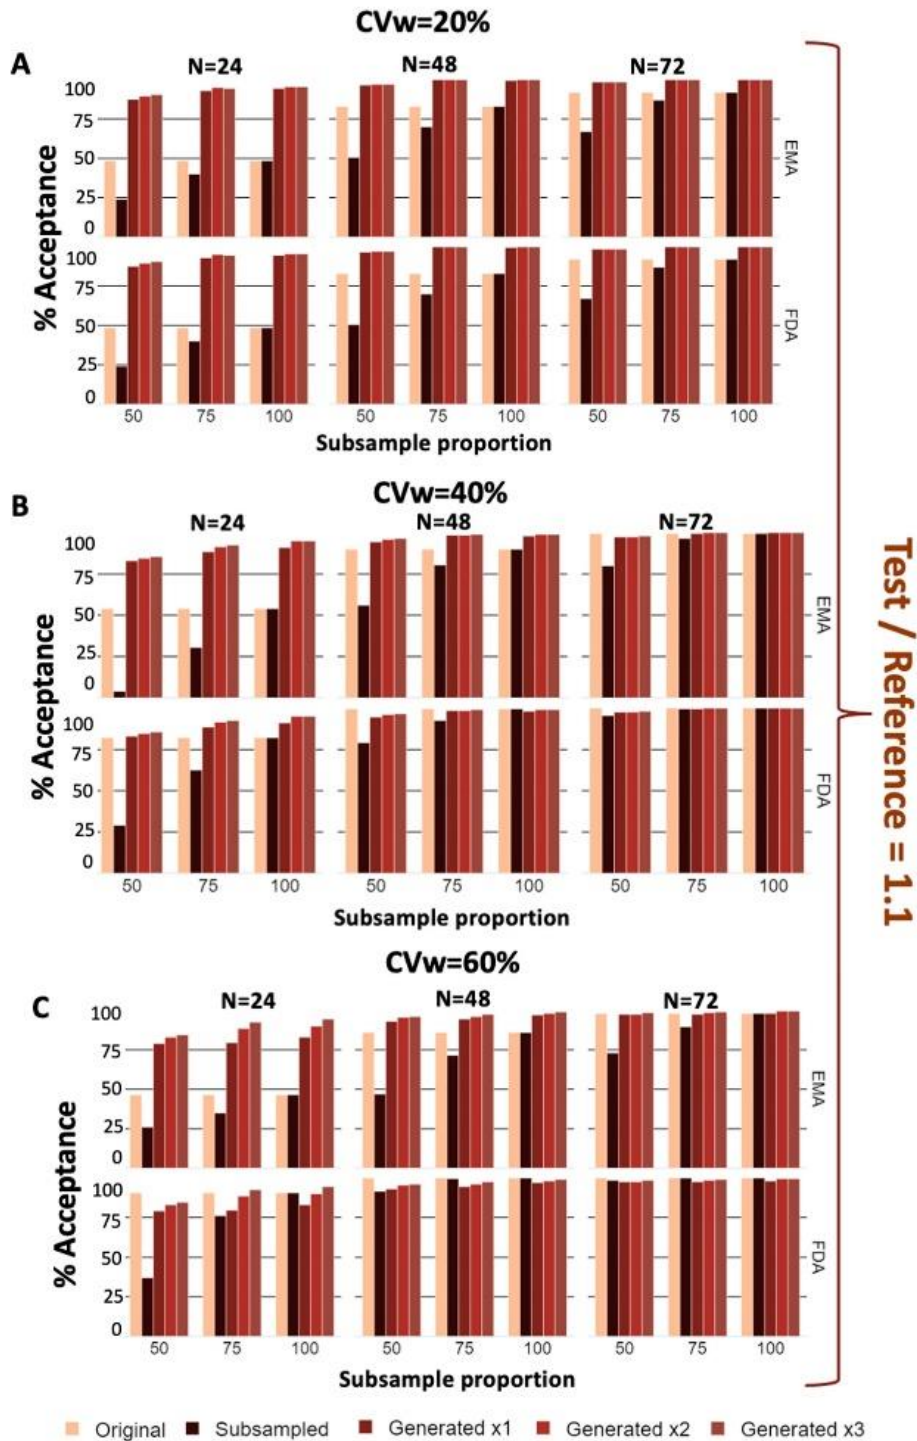 CVw=20%
A
N=24 N=48 N=72
100
75
50
25
0
EMA
100
75
50
25
0
FDA
% Acceptance
50 75 100 50 75 100 50 75 100
Subsample proportion
CVw=40%
B
N=24 N=48 N=72
100
75
50
25
0
EMA
100
75
50
25
0
FDA
% Acceptance
50 75 100 50 75 100 50 75 100
Subsample proportion
CVw=60%
C
N=24 N=48 N=72
100
75
50
25
0
EMA
100
75
50
25
0
FDA
% Acceptance
50 75 100 50 75 100 50 75 100
Subsample proportion
Test / Reference = 1.1
Original Subsampled Generated x1 Generated x2 Generated x3